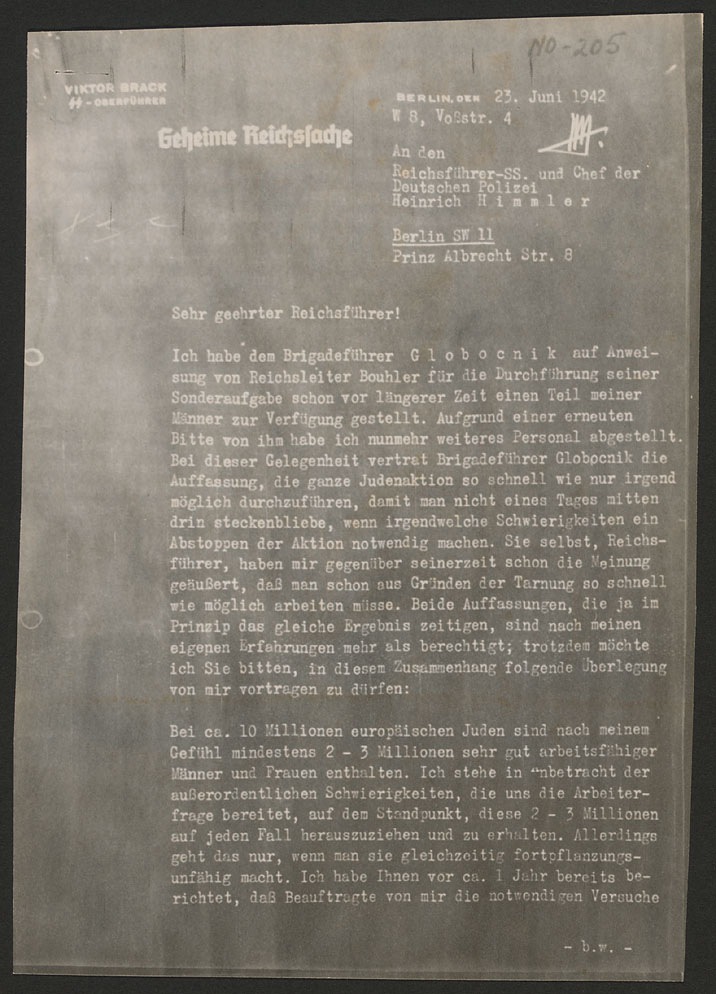 NO-205
VIKTOR BRACK
SS-OBERFÜHRER
BERLIN, DEN 23. Juni 1942
W 8, Voßstr. 4
Geheime Reichssache
An den
Reichsführer-SS. und Chef der
Deutschen Polizei
Heinrich H i m m l e r
Berlin SW 11
Prinz Albrecht Str. 8
Sehr geehrter Reichsführer!
Ich habe dem Brigadeführer G l o b o c n i k auf Anwei-
sung von Reichsleiter Bouhler für die Durchführung seiner
Sonderaufgabe schon vor längerer Zeit einen Teil meiner
Männer zur Verfügung gestellt. Aufgrund einer erneuten
Bitte von ihm habe ich nunmehr weiteres Personal abgestellt.
Bei dieser Gelegenheit vertrat Brigadeführer Globocnik die
Auffassung, die ganze Judenaktion so schnell wie nur irgend
möglich durchzuführen, damit man nicht eines Tages mitten
drin steckenbliebe, wenn irgendwelche Schwierigkeiten ein
Abstoppen der Aktion notwendig machen. Sie selbst, Reichs-
führer, haben mir gegenüber seinerzeit schon die Meinung
geäußert, daß man schon aus Gründen der Tarnung so schnell
wie möglich arbeiten müsse. Beide Auffassungen, die ja im
Prinzip das gleiche Ergebnis zeitigen, sind nach meinen
eigenen Erfahrungen mehr als berechtigt; trotzdem möchte
ich Sie bitten, in diesem Zusammenhang folgende Überlegung
von mir vortragen zu dürfen:
Bei ca. 10 Millionen europäischen Juden sind nach meinem
Gefühl mindestens 2 - 3 Millionen sehr gut arbeitsfähiger
Männer und Frauen enthalten. Ich stehe in Anbetracht der
außerordentlichen Schwierigkeiten, die uns die Arbeiter-
frage bereitet, auf dem Standpunkt, diese 2 - 3 Millionen
auf jeden Fall herauszuziehen und zu erhalten. Allerdings
geht das nur, wenn man sie gleichzeitig fortpflanzungs-
unfähig macht. Ich habe Ihnen vor ca. 1 Jahr bereits be-
richtet, daß Beauftragte von mir die notwendigen Versuche
- b.w. -